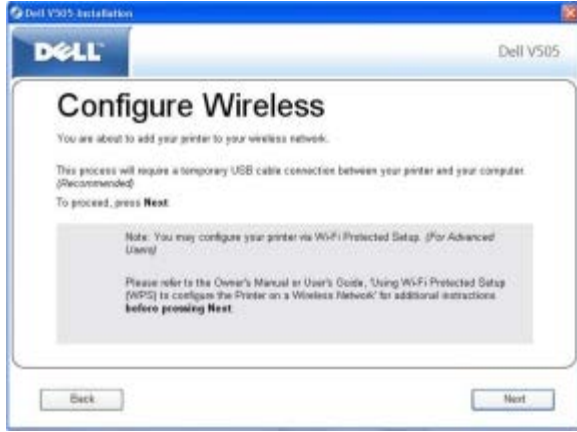 Dell V505 Installation
DELL
Dell V505
Configure Wireless
You are about to add your printer to your wireless network.
This process will require a temporary USB cable connection between your printer and your computer.
(Recommended)
To proceed, press Next
Note: You may configure your printer via Wi-Fi Protected Setup. (For Advanced
Users)
Please refer to the Owner's Manual or User's Guide, 'Using Wi-Fi Protected Setup
(WPS) to configure the Printer on a Wireless Network' for additional instructions
before pressing Next.
Back
Next